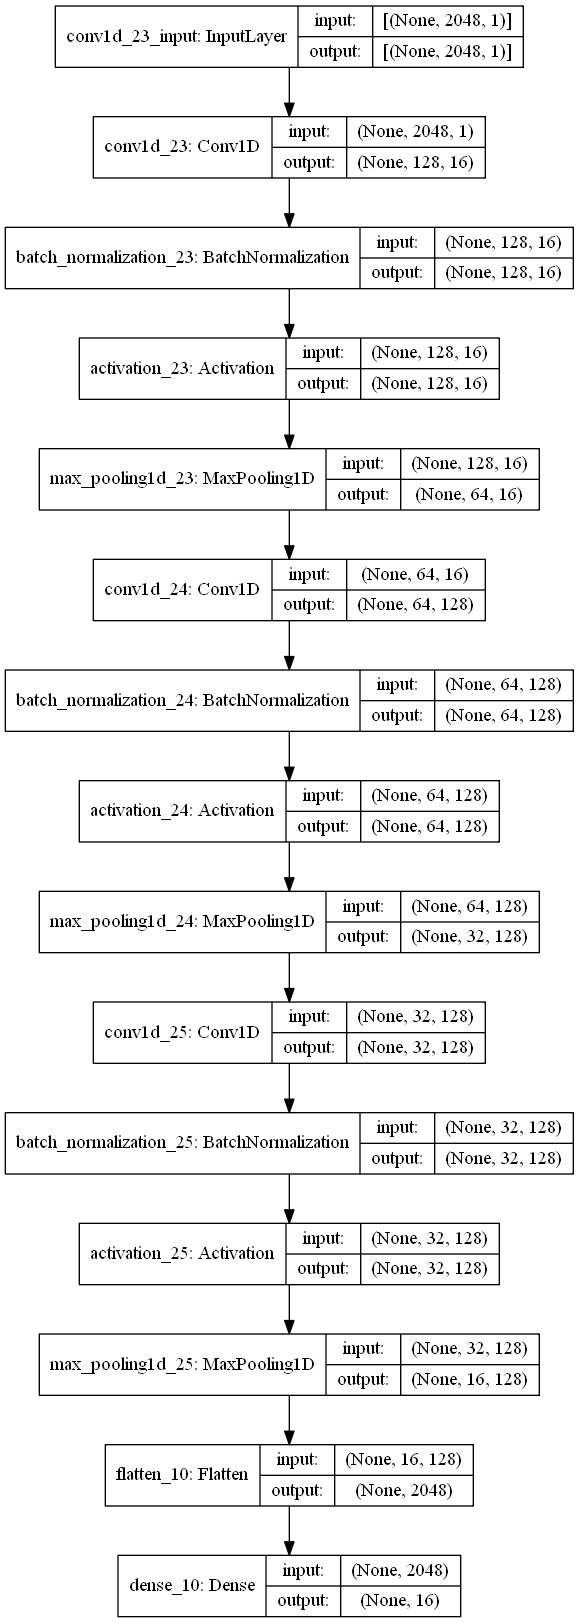 conv1d_23_input: InputLayer
input: [(None, 2048, 1)]
output: [(None, 2048, 1)]
conv1d_23: Conv1D
input: (None, 2048, 1)
output: (None, 128, 16)
batch_normalization_23: BatchNormalization
input: (None, 128, 16)
output: (None, 128, 16)
activation_23: Activation
input: (None, 128, 16)
output: (None, 128, 16)
max_pooling1d_23: MaxPooling1D
input: (None, 128, 16)
output: (None, 64, 16)
conv1d_24: Conv1D
input: (None, 64, 16)
output: (None, 64, 128)
batch_normalization_24: BatchNormalization
input: (None, 64, 128)
output: (None, 64, 128)
activation_24: Activation
input: (None, 64, 128)
output: (None, 64, 128)
max_pooling1d_24: MaxPooling1D
input: (None, 64, 128)
output: (None, 32, 128)
conv1d_25: Conv1D
input: (None, 32, 128)
output: (None, 32, 128)
batch_normalization_25: BatchNormalization
input: (None, 32, 128)
output: (None, 32, 128)
activation_25: Activation
input: (None, 32, 128)
output: (None, 32, 128)
max_pooling1d_25: MaxPooling1D
input: (None, 32, 128)
output: (None, 16, 128)
flatten_10: Flatten
input: (None, 16, 128)
output: (None, 2048)
dense_10: Dense
input: (None, 2048)
output: (None, 16)